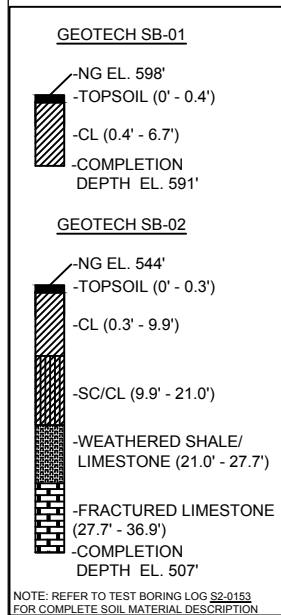 GEOTECH SB-01
-NG EL. 598'
-TOPSOIL (0' - 0.4')
-CL (0.4' - 6.7')
-COMPLETION
DEPTH EL. 591'
GEOTECH SB-02
-NG EL. 544'
-TOPSOIL (0' - 0.3')
-CL (0.3' - 9.9')
-SC/CL (9.9' - 21.0')
-WEATHERED SHALE/
LIMESTONE (21.0' - 27.7')
-FRACTURED LIMESTONE
(27.7' - 36.9')
-COMPLETION
DEPTH EL. 507'
NOTE: REFER TO TEST BORING LOG S2-0153
FOR COMPLETE SOIL MATERIAL DESCRIPTION